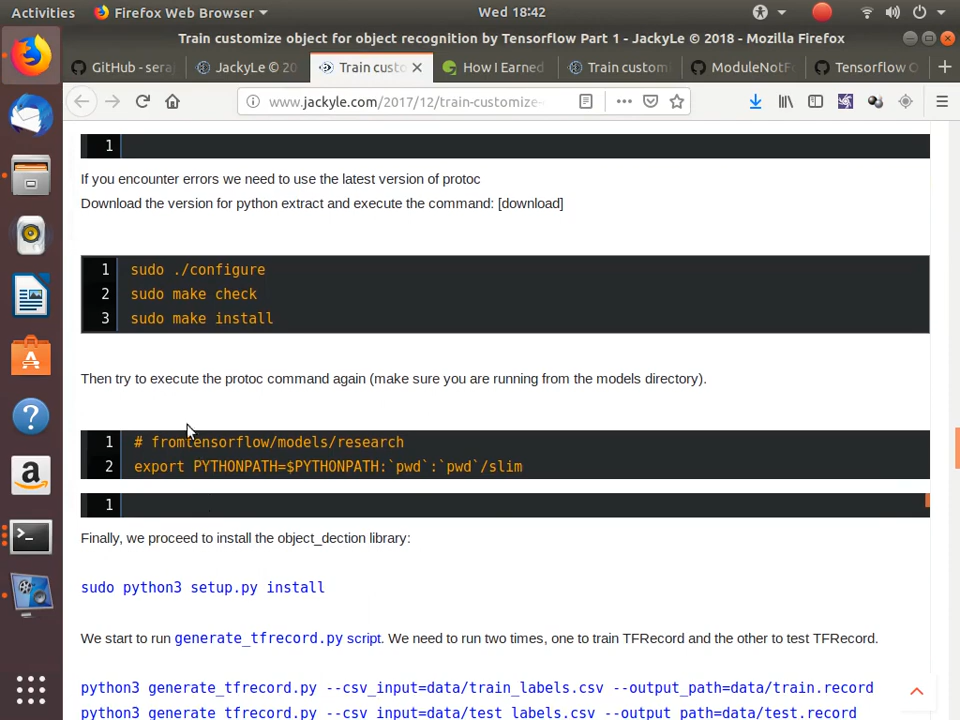 Activities
Firefox Web Browser
Wed 18:42
Train customize object for object recognition by Tensorflow Part 1 - JackyLe © 2018 - Mozilla Firefox
GitHub - sera
JackyLe © 20
Train custo
How I Earned
Train custom
ModuleNotF
Tensorflow O
www.jackyle.com/2017/12/train-customize-
1
If you encounter errors we need to use the latest version of protoc
Download the version for python extract and execute the command: [download]
1 sudo ./configure
2 sudo make check
3 sudo make install
Then try to execute the protoc command again (make sure you are running from the models directory).
1 # fromtensorflow/models/research
2 export PYTHONPATH=$PYTHONPATH:`pwd`:`pwd`/slim
1
Finally, we proceed to install the object_dection library:
sudo python3 setup.py install
We start to run generate_tfrecord.py script. We need to run two times, one to train TFRecord and the other to test TFRecord.
python3 generate_tfrecord.py --csv_input=data/train_labels.csv --output_path=data/train.record
python3 generate_tfrecord.py --csv_input=data/test_labels.csv --output_path=data/test.record